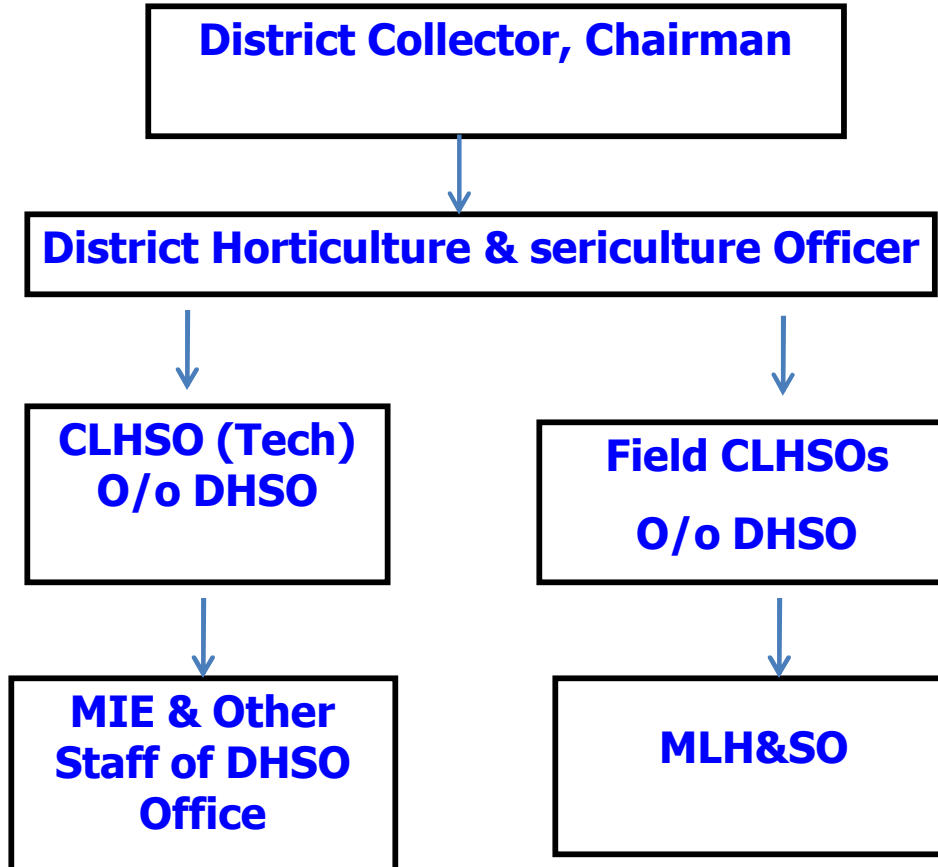 District Collector, Chairman
District Horticulture & sericulture Officer
CLHSO (Tech)
O/o DHSO
Field CLHSOs
O/o DHSO
MIE & Other
Staff of DHSO
Office
MLH&SO